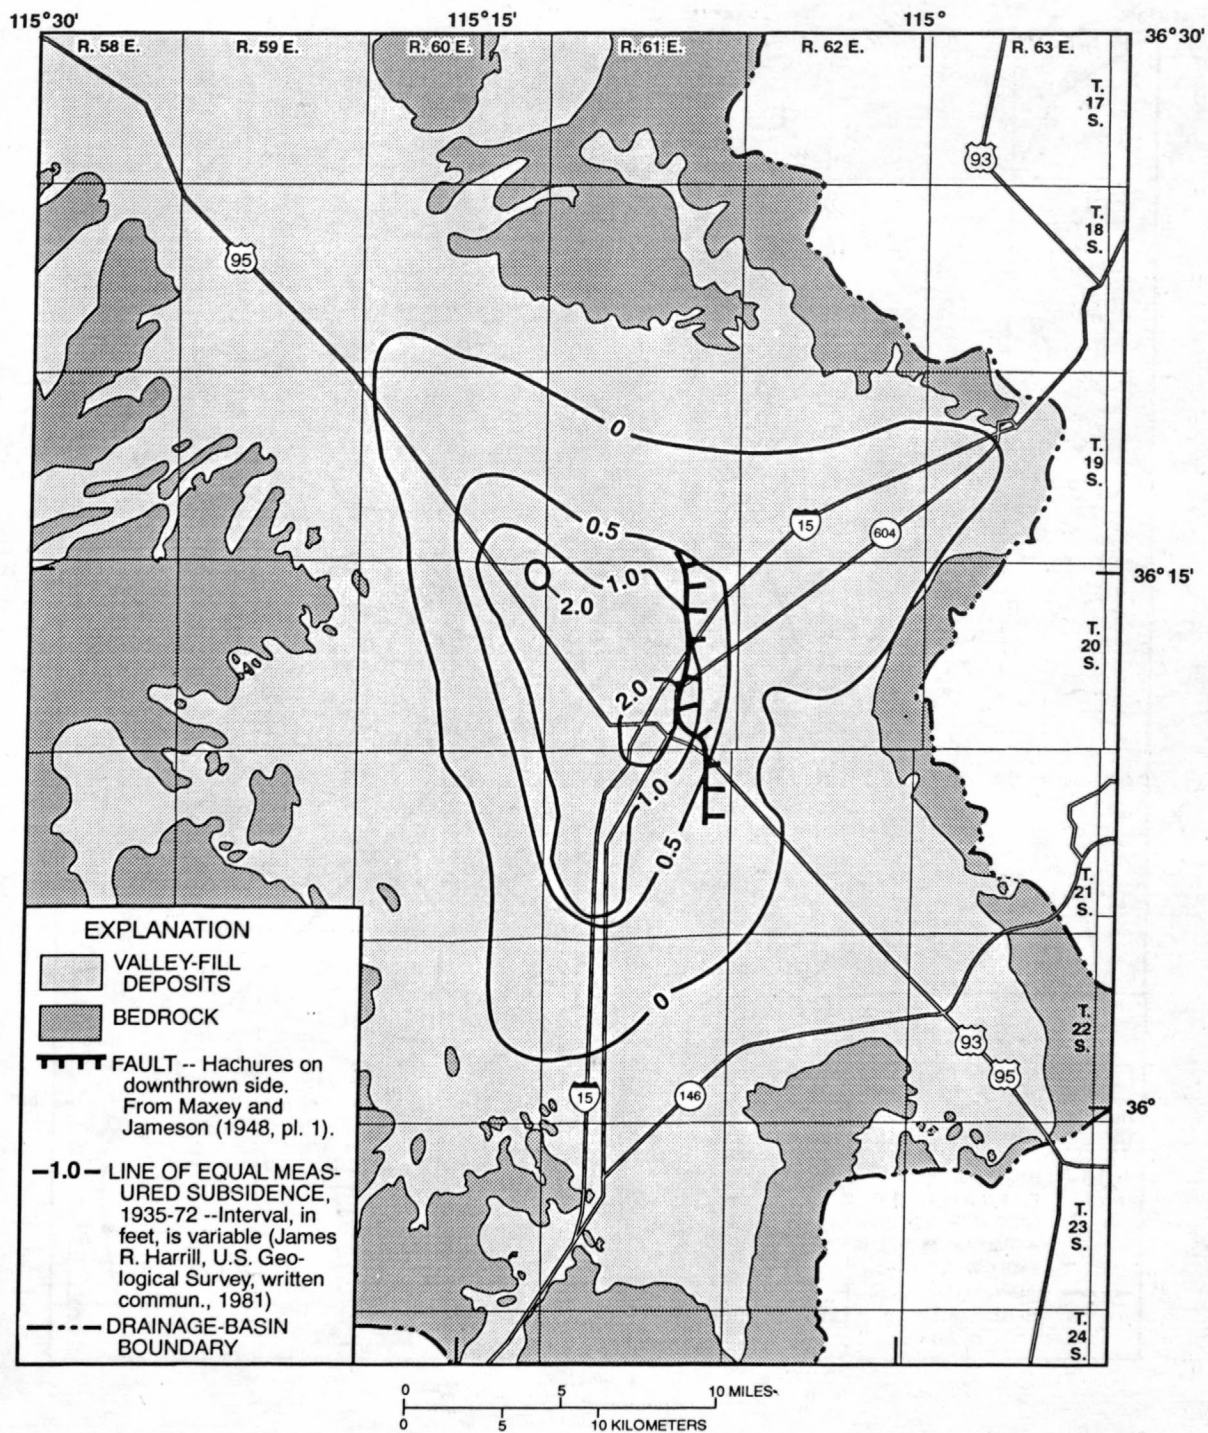 115°30' 115°15' 115° 36°30'
R. 58 E. R. 59 E. R. 60 E. R. 61 E. R. 62 E. R. 63 E.
T.
17
S.
93
T.
18
S.
95
0
T.
19
S.
0.5
15
604
1.0
36°15'
2.0
T.
20
S.
2.0
1.0
0.5
T.
21
S.
EXPLANATION
VALLEY-FILL
DEPOSITS
BEDROCK
FAULT -- Hachures on
downthrown side.
From Maxey and
Jameson (1948, pl. 1).
—1.0— LINE OF EQUAL MEAS-
URED SUBSIDENCE,
1935-72 --Interval, in
feet, is variable (James
R. Harrill, U.S. Geo-
logical Survey, written
commun., 1981)
DRAINAGE-BASIN
BOUNDARY
0
T.
22
S.
93
95
15
146
36°
T.
23
S.
T.
24
S.
0 5 10 MILES
0 5 10 KILOMETERS